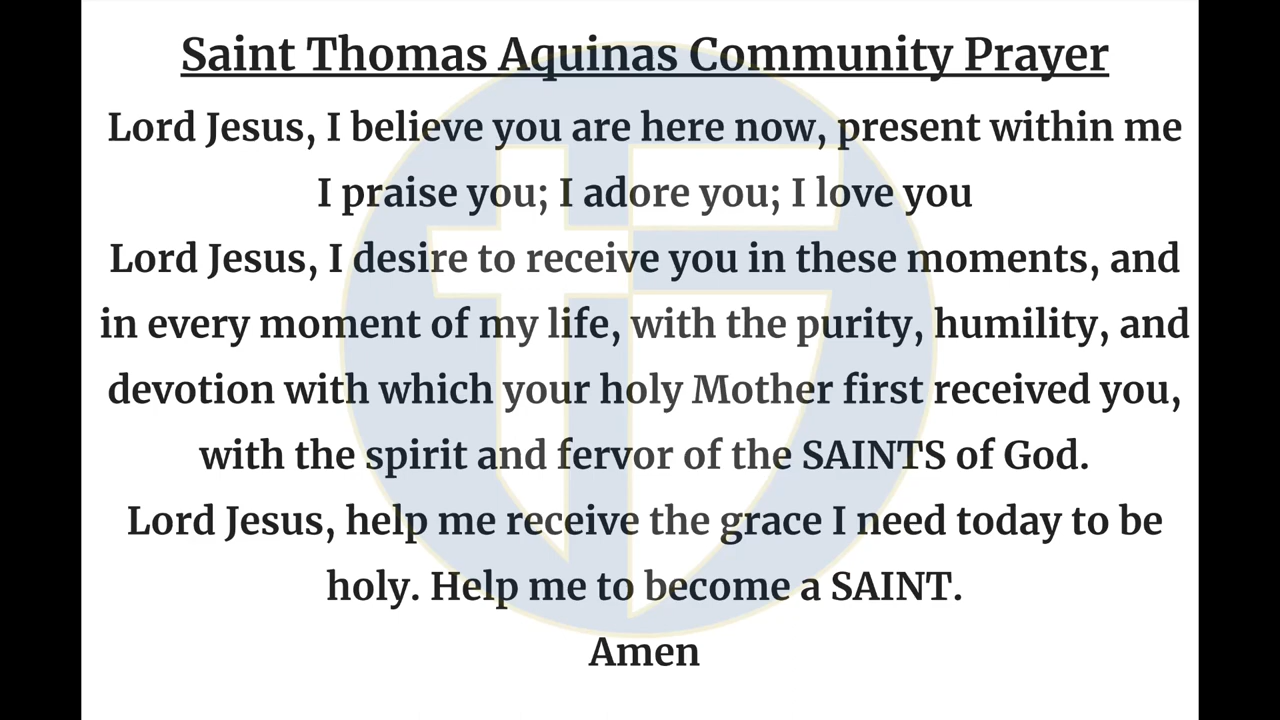 Saint Thomas Aquinas Community Prayer
Lord Jesus, I believe you are here now, present within me
I praise you; I adore you; I love you
Lord Jesus, I desire to receive you in these moments, and
in every moment of my life, with the purity, humility, and
devotion with which your holy Mother first received you,
with the spirit and fervor of the SAINTS of God.
Lord Jesus, help me receive the grace I need today to be
holy. Help me to become a SAINT.
Amen